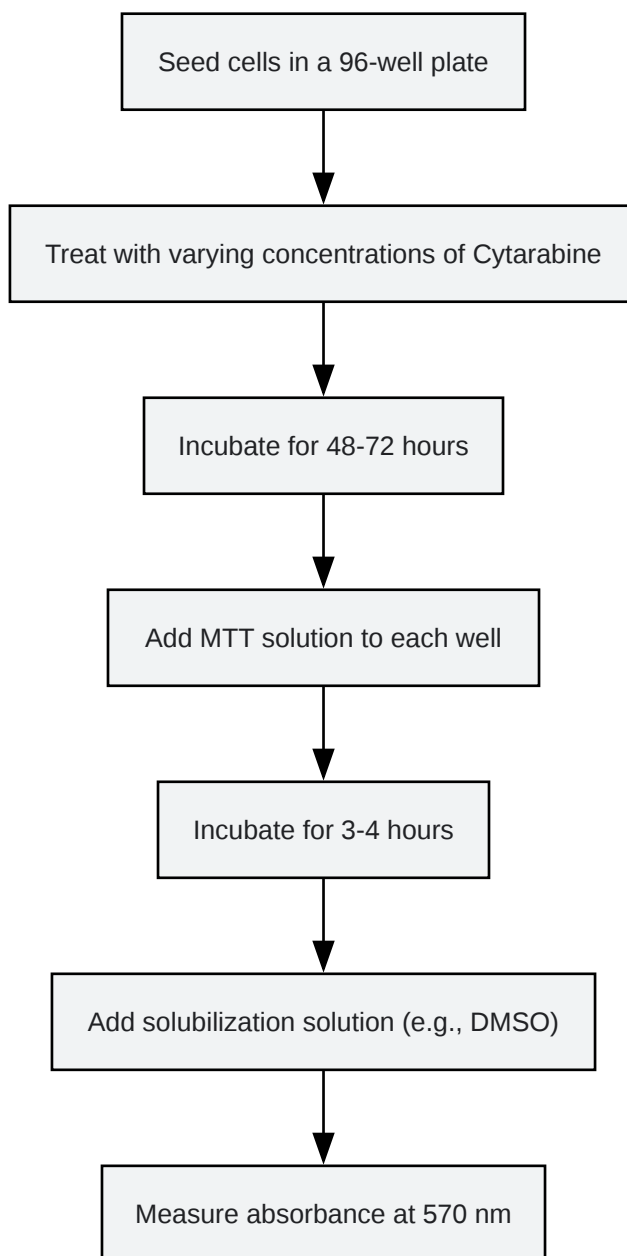 Seed cells in a 96-well plate
Treat with varying concentrations of Cytarabine
Incubate for 48-72 hours
Add MTT solution to each well
Incubate for 3-4 hours
Add solubilization solution (e.g., DMSO)
Measure absorbance at 570 nm